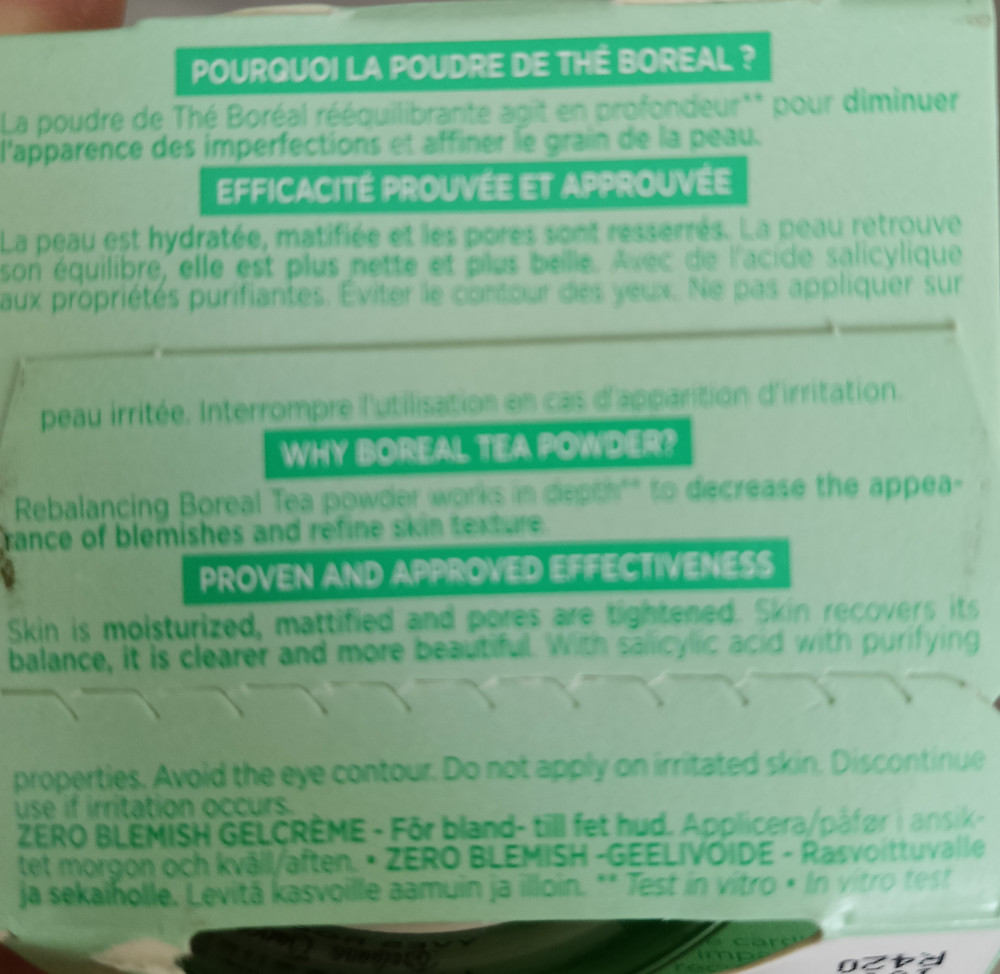 POURQUOI LA POUDRE DE THÉ BOREAL ?
La poudre de Thé Boréal rééquilibrante agit en profondeur** pour diminuer
l'apparence des imperfections et affiner le grain de la peau.
EFFICACITÉ PROUVÉE ET APPROUVÉE
La peau est hydratée, matifiée et les pores sont resserrés. La peau retrouve
son équilibre, elle est plus nette et plus belle. Avec de l'acide salicylique
aux propriétés purifiantes. Éviter le contour des yeux. Ne pas appliquer sur
peau irritée. Interrompre l'utilisation en cas d'apparition d'irritation.
WHY BOREAL TEA POWDER?
Rebalancing Boreal Tea powder works in depth** to decrease the appea-
rance of blemishes and refine skin texture.
PROVEN AND APPROVED EFFECTIVENESS
Skin is moisturized, mattified and pores are tightened. Skin recovers its
balance, it is clearer and more beautiful. With salicylic acid with purifying
properties. Avoid the eye contour. Do not apply on irritated skin. Discontinue
use if irritation occurs.
ZERO BLEMISH GELCRÈME - För bland- till fet hud. Applicera/påfør i ansik-
tet morgon och kväll/aften. • ZERO BLEMISH -GEELIVOIDE - Rasvoittuvalle
ja sekaiholle. Levitä kasvoille aamuin ja illoin. ** Test in vitro • In vitro test
R420